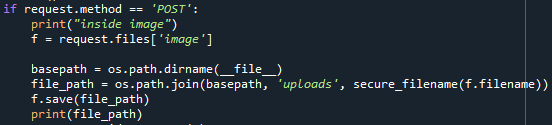 if request.method == 'POST':
print("inside image")
f = request.files['image']
basepath = os.path.dirname(__file__)
file_path = os.path.join(basepath, 'uploads', secure_filename(f.filename))
f.save(file_path)
print(file_path)